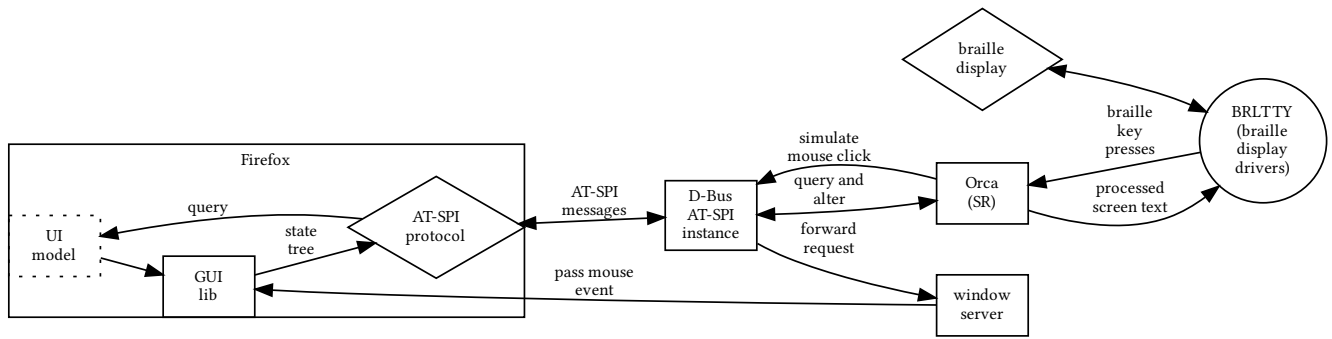 braille
display
BRLTTY
(braille
display
drivers)
braille
key
presses
simulate
mouse click
Firefox
query and
alter
Orca
(SR)
processed
screen text
AT-SPI
messages
D-Bus
AT-SPI
instance
query
AT-SPI
protocol
UI
model
state
tree
forward
request
GUI
lib
pass mouse
event
window
server